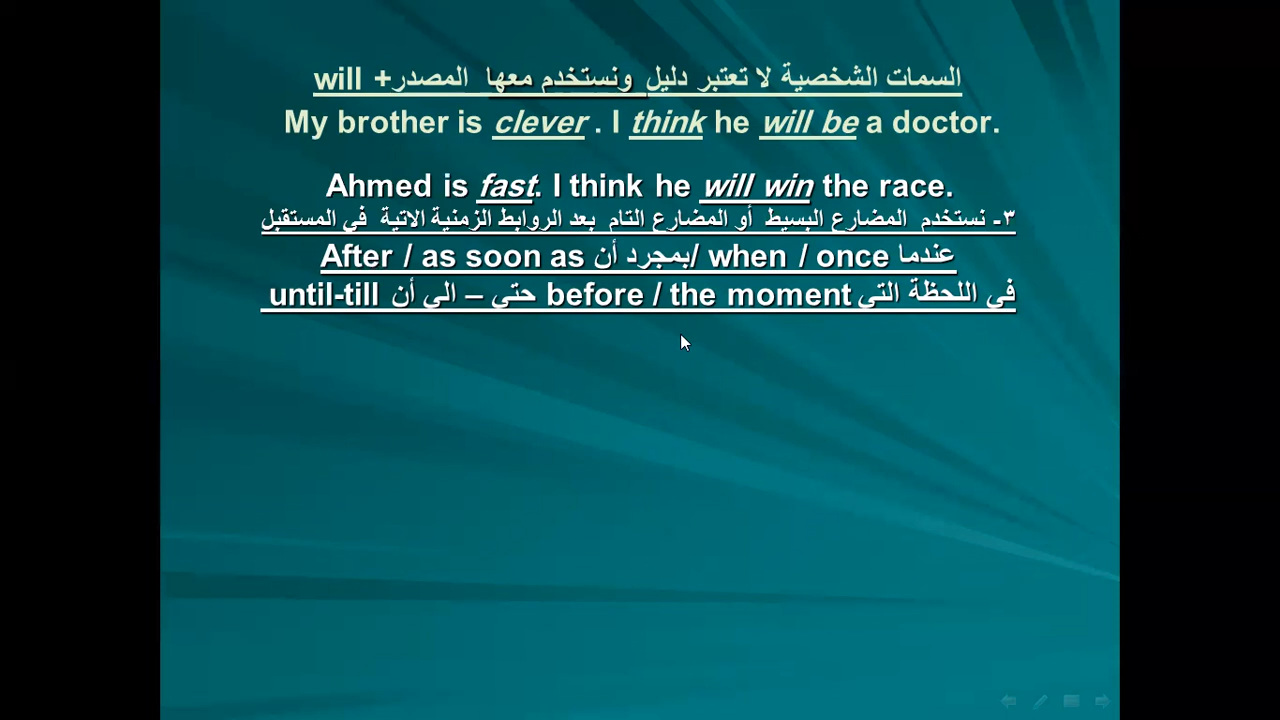 السمات الشخصية لا تعتبر دليل ونستخدم معها المصدر+ will
My brother is clever . I think he will be a doctor.
Ahmed is fast. I think he will win the race.
٣- نستخدم المضارع البسيط أو المضارع التام بعد الروابط الزمنية الاتية في المستقبل
After / as soon as بمجرد أن/ when / once عندما
until-till حتي – الي أن before / the moment في اللحظة التي